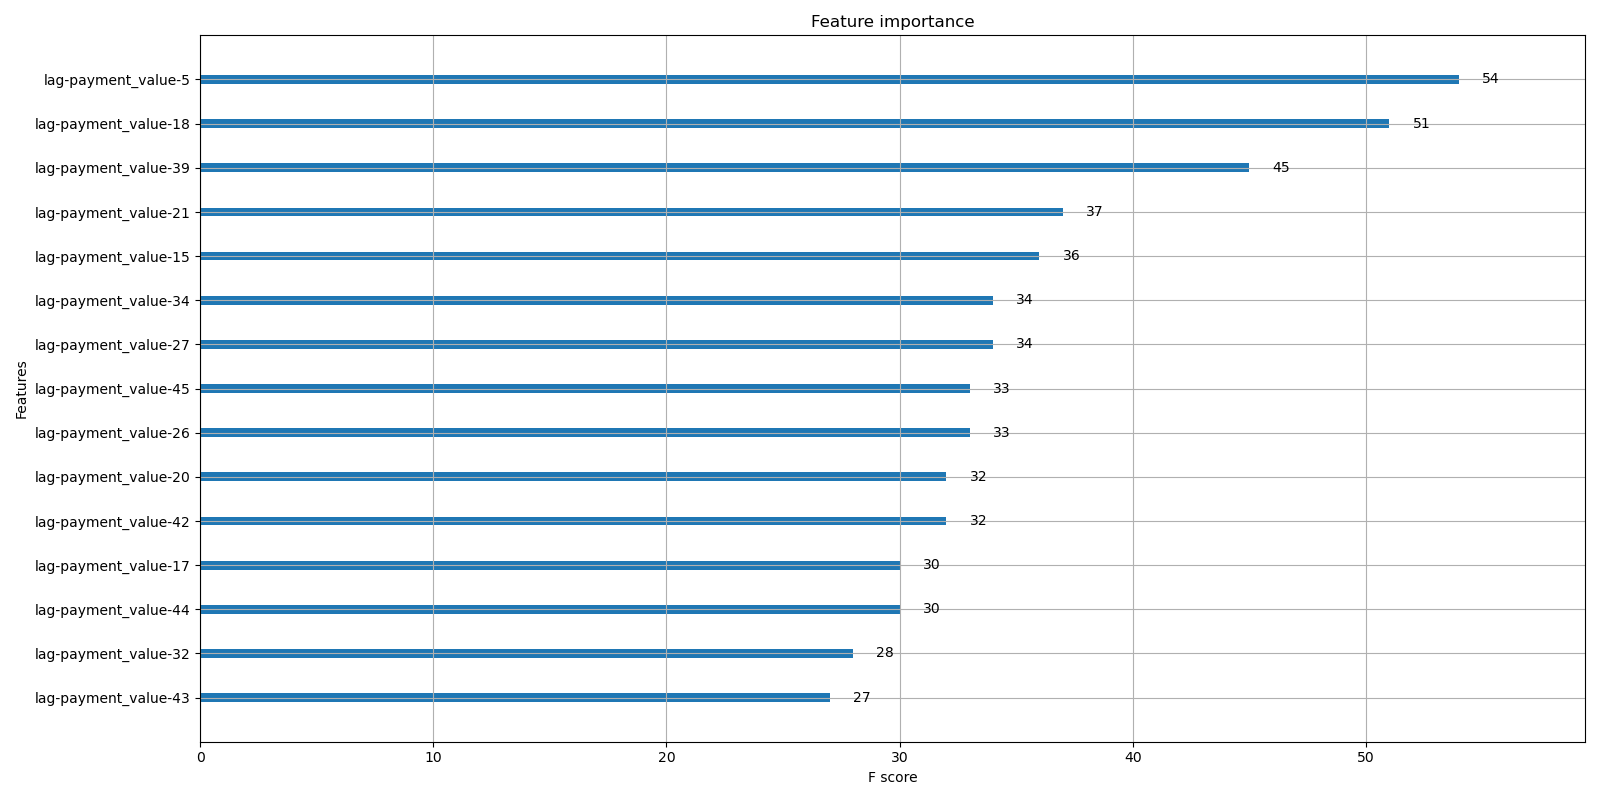 Feature importance
Features
lag-payment_value-5 54
lag-payment_value-18 51
lag-payment_value-39 45
lag-payment_value-21 37
lag-payment_value-15 36
lag-payment_value-34 34
lag-payment_value-27 34
lag-payment_value-45 33
lag-payment_value-26 33
lag-payment_value-20 32
lag-payment_value-42 32
lag-payment_value-17 30
lag-payment_value-44 30
lag-payment_value-32 28
lag-payment_value-43 27
0 10 20 30 40 50
F score